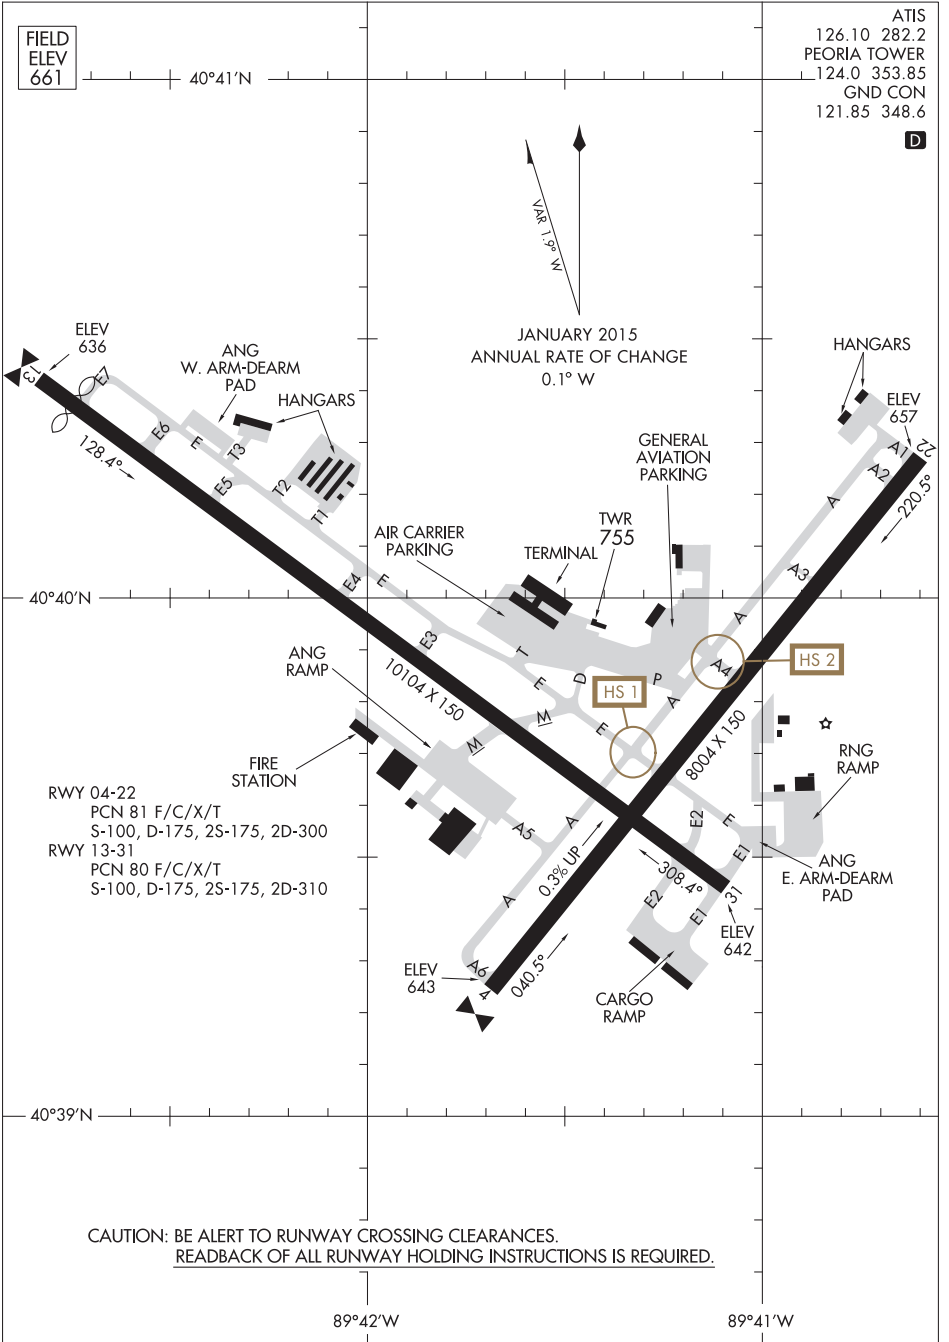 FIELD
ELEV
661
ATIS
126.10 282.2
PEORIA TOWER
124.0 353.85
GND CON
121.85 348.6
D
40°41'N
VAR 1.9° W
JANUARY 2015
ANNUAL RATE OF CHANGE
0.1° W
ELEV
636
13
E7
ANG
W. ARM-DEARM
PAD
HANGARS
HANGARS
ELEV
657
22
A1
A2
220.5°
128.4°
E6
E
T3
E5
T2
T1
GENERAL
AVIATION
PARKING
A
AIR CARRIER
PARKING
TWR
755
TERMINAL
A3
40°40'N
E4
E
A
E3
ANG
RAMP
10104 X 150
T
E
D
P
A4
HS 2
HS 1
A
M
M
E
8004 X 150
FIRE
STATION
RNG
RAMP
RWY 04-22
PCN 81 F/C/X/T
S-100, D-175, 2S-175, 2D-300
RWY 13-31
PCN 80 F/C/X/T
S-100, D-175, 2S-175, 2D-310
A5
A
E2
E
E1
0.3% UP
308.4°
ANG
E. ARM-DEARM
PAD
A
E2
E1
31
ELEV
642
ELEV
643
A6
4
040.5°
CARGO
RAMP
40°39'N
CAUTION: BE ALERT TO RUNWAY CROSSING CLEARANCES.
READBACK OF ALL RUNWAY HOLDING INSTRUCTIONS IS REQUIRED.
89°42'W
89°41'W